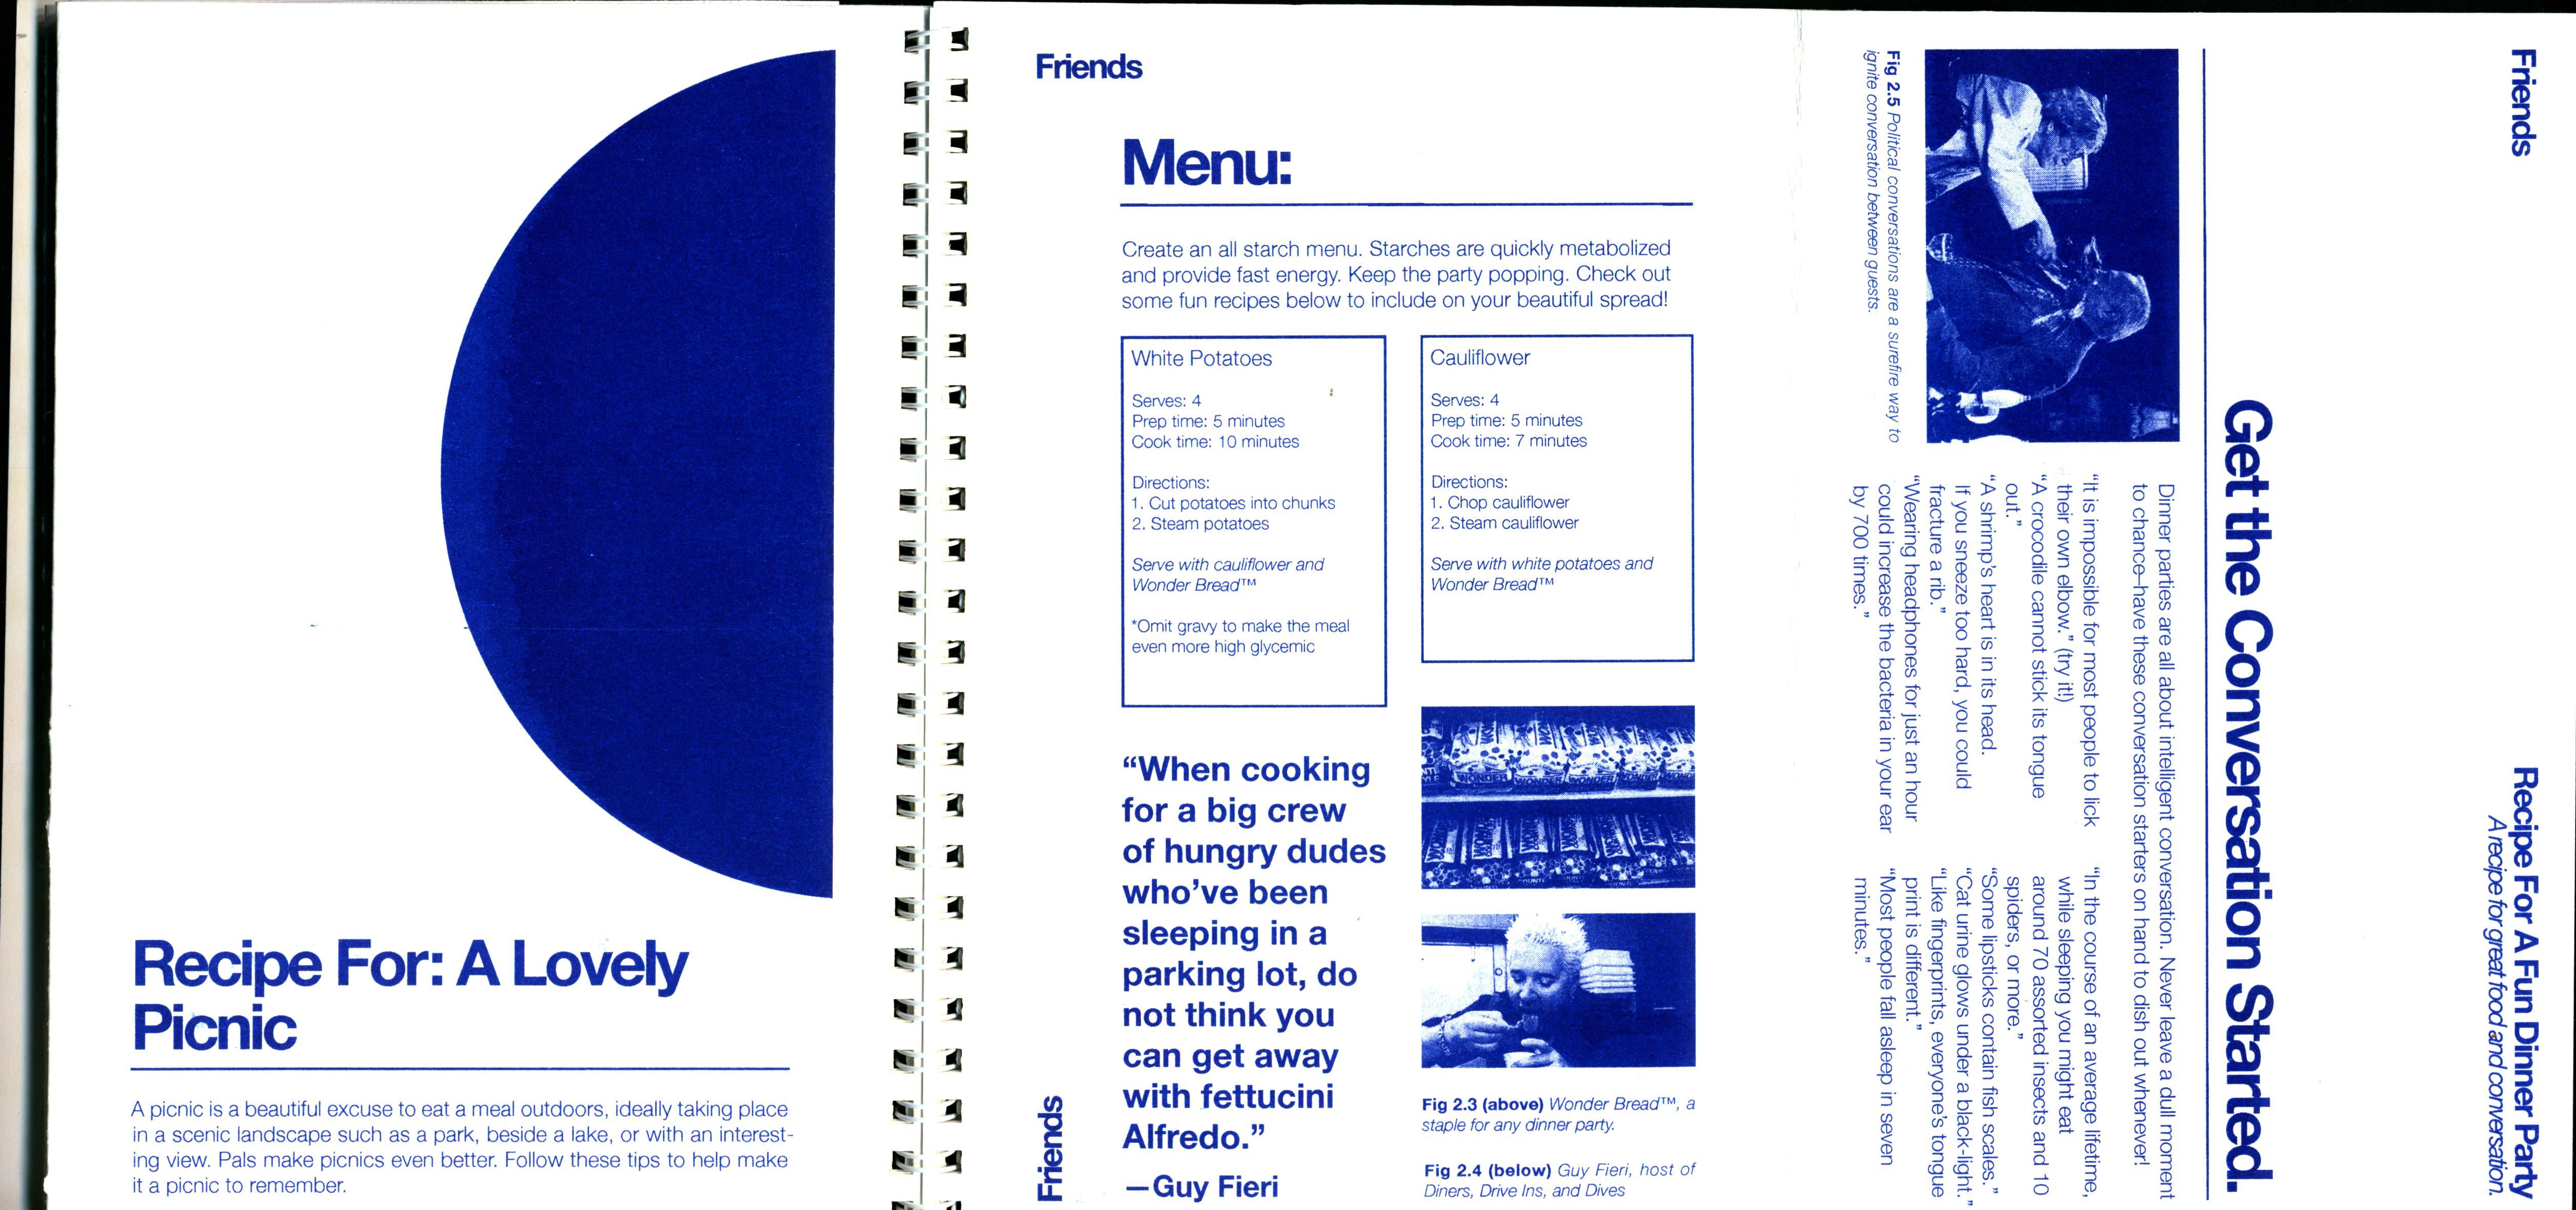 Recipe For: A Lovely
Picnic
A picnic is a beautiful excuse to eat a meal outdoors, ideally taking place
in a scenic landscape such as a park, beside a lake, or with an interest-
ing view. Pals make picnics even better. Follow these tips to help make
it a picnic to remember.
Friends
Menu:
Create an all starch menu. Starches are quickly metabolized
and provide fast energy. Keep the party popping. Check out
some fun recipes below to include on your beautiful spread!
White Potatoes
Serves: 4
Prep time: 5 minutes
Cook time: 10 minutes
Directions:
1. Cut potatoes into chunks
2. Steam potatoes
Serve with cauliflower and
Wonder Bread™
*Omit gravy to make the meal
even more high glycemic
Cauliflower
Serves: 4
Prep time: 5 minutes
Cook time: 7 minutes
Directions:
1. Chop cauliflower
2. Steam cauliflower
Serve with white potatoes and
Wonder Bread™
“When cooking
for a big crew
of hungry dudes
who’ve been
sleeping in a
parking lot, do
not think you
can get away
with fettucini
Alfredo.”
—Guy Fieri
WONDER WONDER WONDER
Fig 2.3 (above) Wonder Bread™, a
staple for any dinner party.
Fig 2.4 (below) Guy Fieri, host of
Diners, Drive Ins, and Dives
Friends
Friends
Recipe For A Fun Dinner Party
A recipe for great food and conversation.
Get the Conversation Started.
Dinner parties are all about intelligent conversation. Never leave a dull moment
to chance–have these conversation starters on hand to dish out whenever!
“It is impossible for most people to lick
their own elbow.” (try it!)
“A crocodile cannot stick its tongue
out.”
“A shrimp’s heart is in its head.
If you sneeze too hard, you could
fracture a rib.”
“Wearing headphones for just an hour
could increase the bacteria in your ear
by 700 times.”
“In the course of an average lifetime,
while sleeping you might eat
around 70 assorted insects and 10
spiders, or more.”
“Some lipsticks contain fish scales.”
“Cat urine glows under a black-light.”
“Like fingerprints, everyone’s tongue
print is different.”
“Most people fall asleep in seven
minutes.”
Fig 2.5 Political conversations are a surefire way to
ignite conversation between guests.